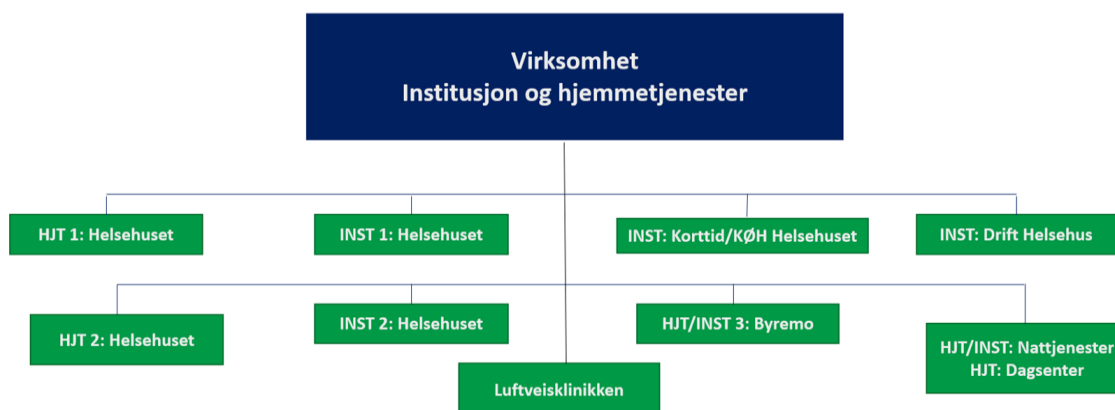 Virksomhet
Institusjon og hjemmetjenester
HJT 1: Helsehuset
INST 1: Helsehuset
INST: Korttid/KØH Helsehuset
INST: Drift Helsehus
HJT 2: Helsehuset
INST 2: Helsehuset
HJT/INST 3: Byremo
HJT/INST: Nattjenester
HJT: Dagsenter
Luftveisklinikken